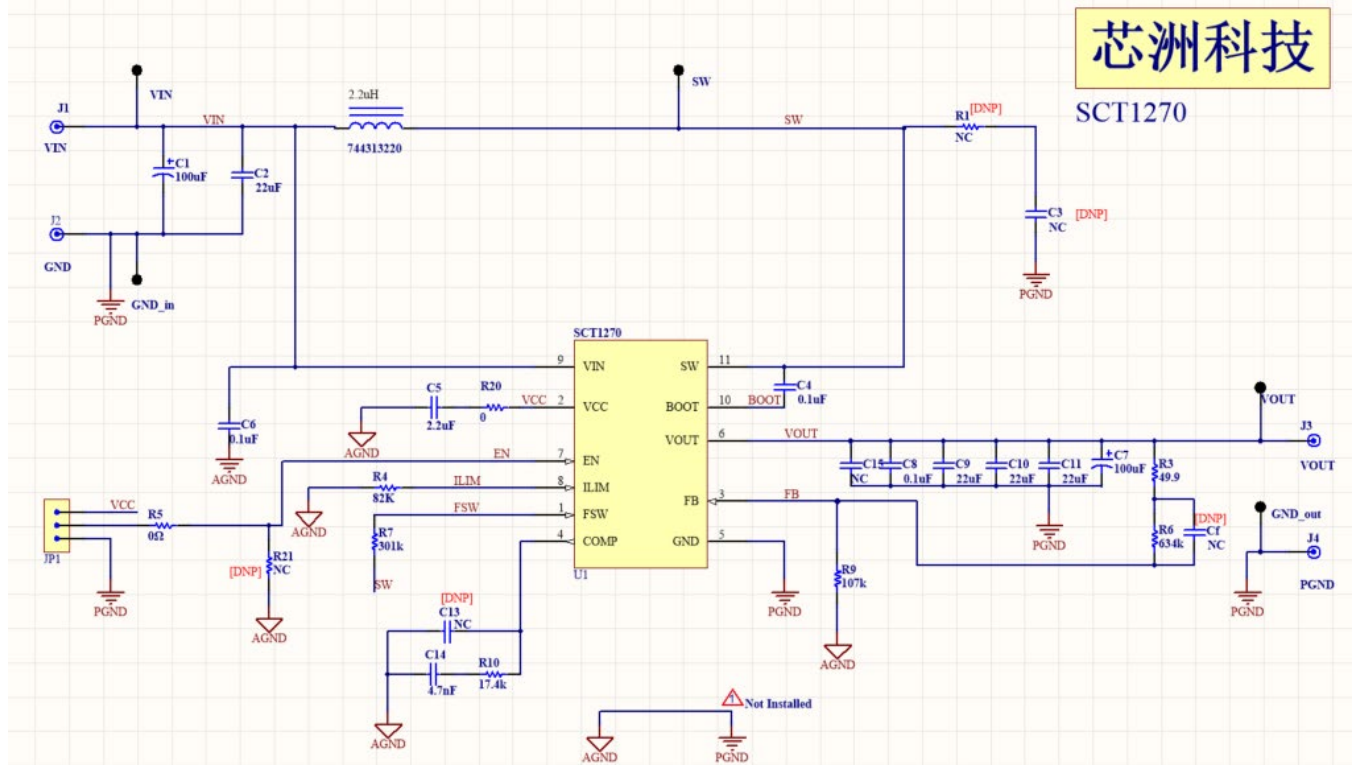 芯洲科技
SCT1270
VIN
J1
VIN
VIN
2.2uH
744313220
SW
SW
R1
[DNP]
NC
C1
100uF
C2
22uF
C3
[DNP]
NC
PGND
J2
GND
GND_in
PGND
SCT1270
9 VIN
2 VCC
7 EN
8 ILIM
1 FSW
4 COMP
SW 11
BOOT 10
VOUT 6
FB 3
GND 5
U1
C6
0.1uF
AGND
C5
2.2uF
R20
0
VCC
AGND
EN
R4
82K
ILIM
AGND
FSW
R7
301k
SW
VCC
R5
0Ω
JP1
PGND
R21
NC
[DNP]
AGND
[DNP]
C13
NC
C14
4.7nF
R10
17.4k
AGND
C4
0.1uF
BOOT
VOUT
C15
NC
C8
0.1uF
C9
22uF
C10
22uF
C11
22uF
C7
100uF
PGND
R3
49.9
R6
634k
[DNP]
Cf
NC
VOUT
J3
VOUT
GND_out
J4
PGND
PGND
FB
R9
107k
AGND
PGND
Not Installed
AGND
PGND